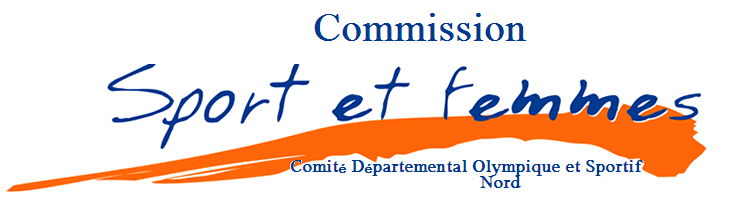 Commission
Sport et femmes
Comité Départemental Olympique et Sportif
Nord